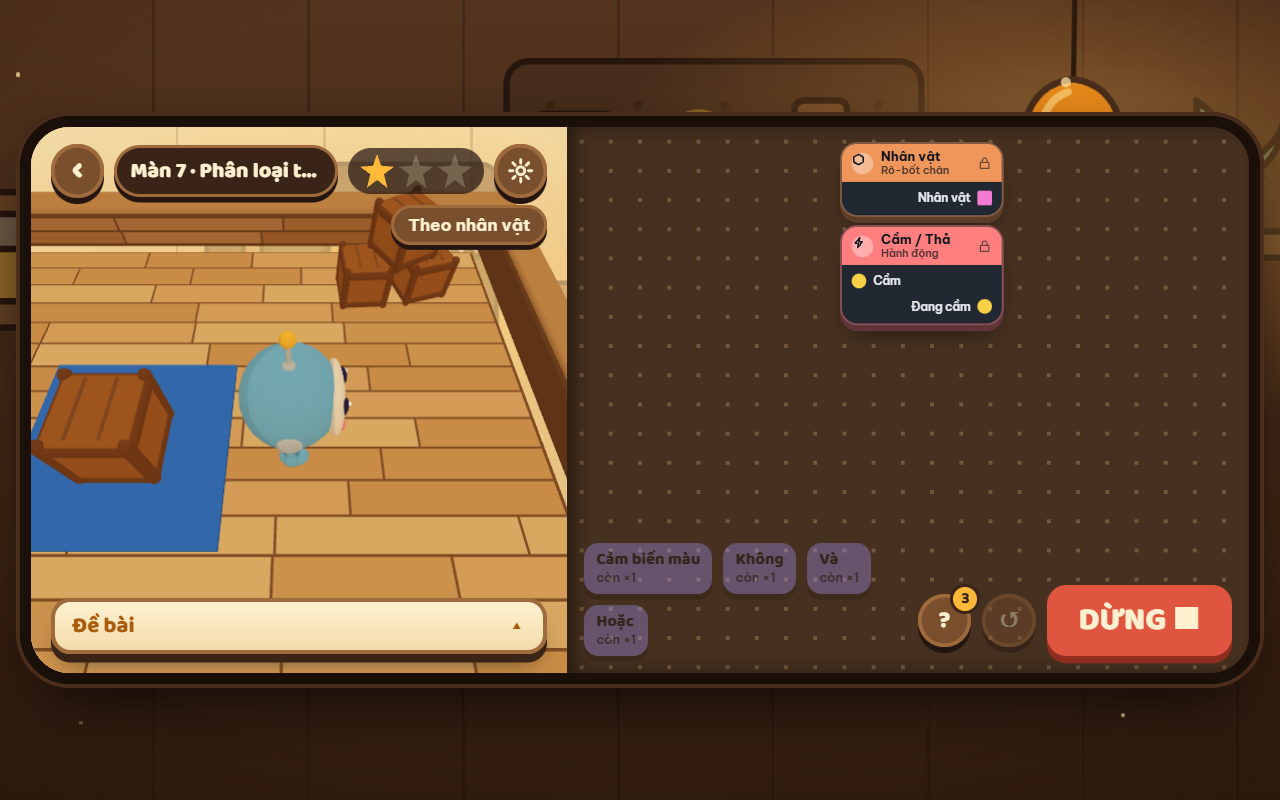 Màn 7 · Phân loại t...
Theo nhân vật
Đề bài
Nhân vật
Rô-bốt chân
Nhân vật
Cầm / Thả
Hành động
Cầm
Đang cầm
Cảm biến màu
còn ×1
Không
còn ×1
Và
còn ×1
Hoặc
còn ×1
?
3
DỪNG